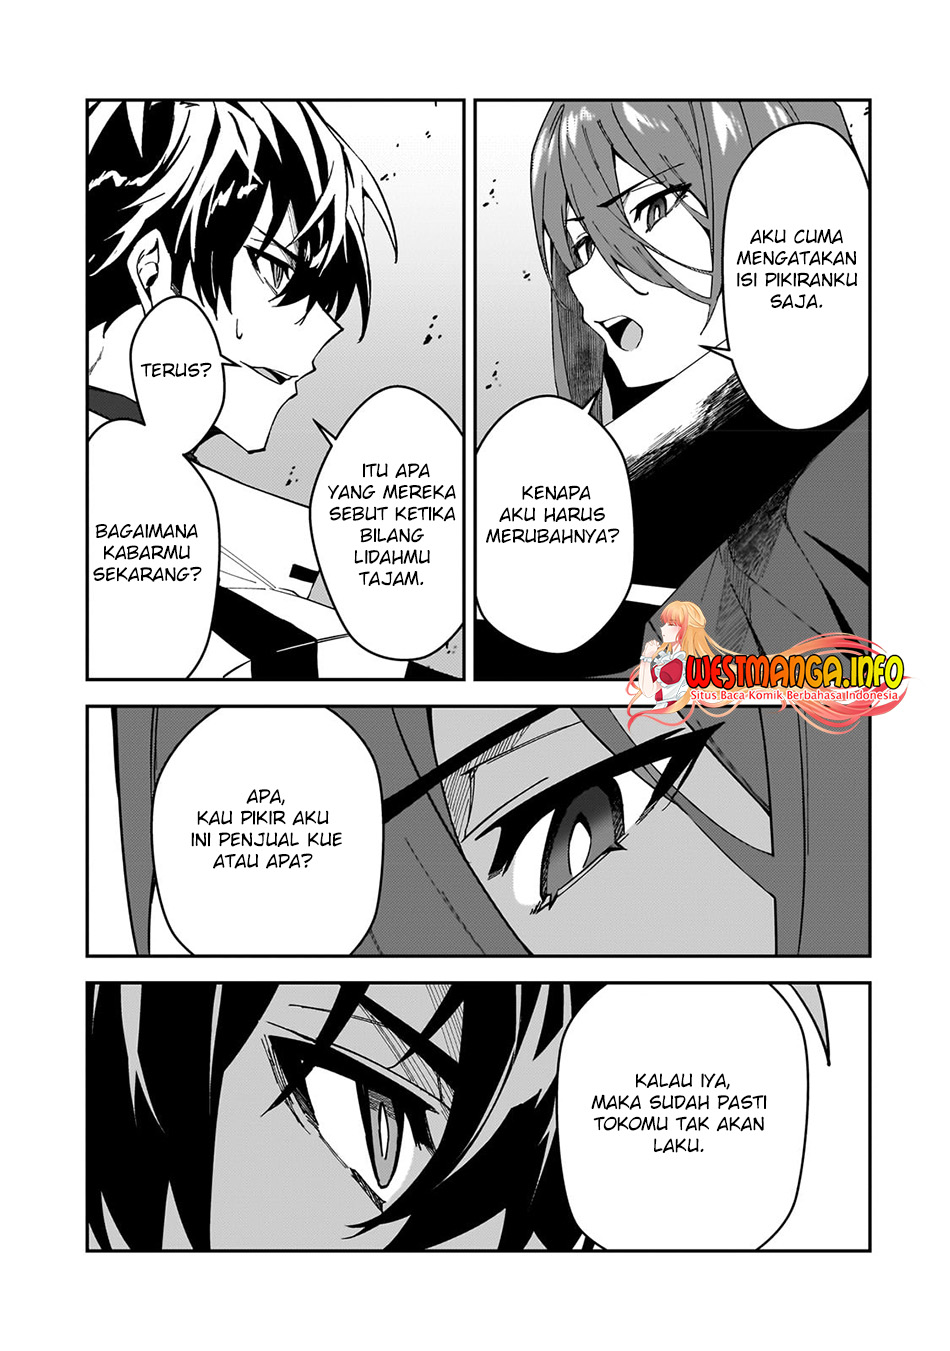 AKU CUMA
MENGATAKAN
ISI PIKIRANKU
SAJA.
KENAPA
AKU HARUS
MERUBAHNYA?
ITU APA
YANG MEREKA
SEBUT KETIKA
BILANG
LIDAHMU
TAJAM.
TERUS?
BAGAIMANA
KABARMU
SEKARANG?
WESTMANGA.INFO
Situs Baca Komik Berbahasa Indonesia
APA,
KAU PIKIR AKU
INI PENJUAL KUE
ATAU APA?
KALAU IYA,
MAKA SUDAH PASTI
TOKOMU TAK AKAN
LAKU.